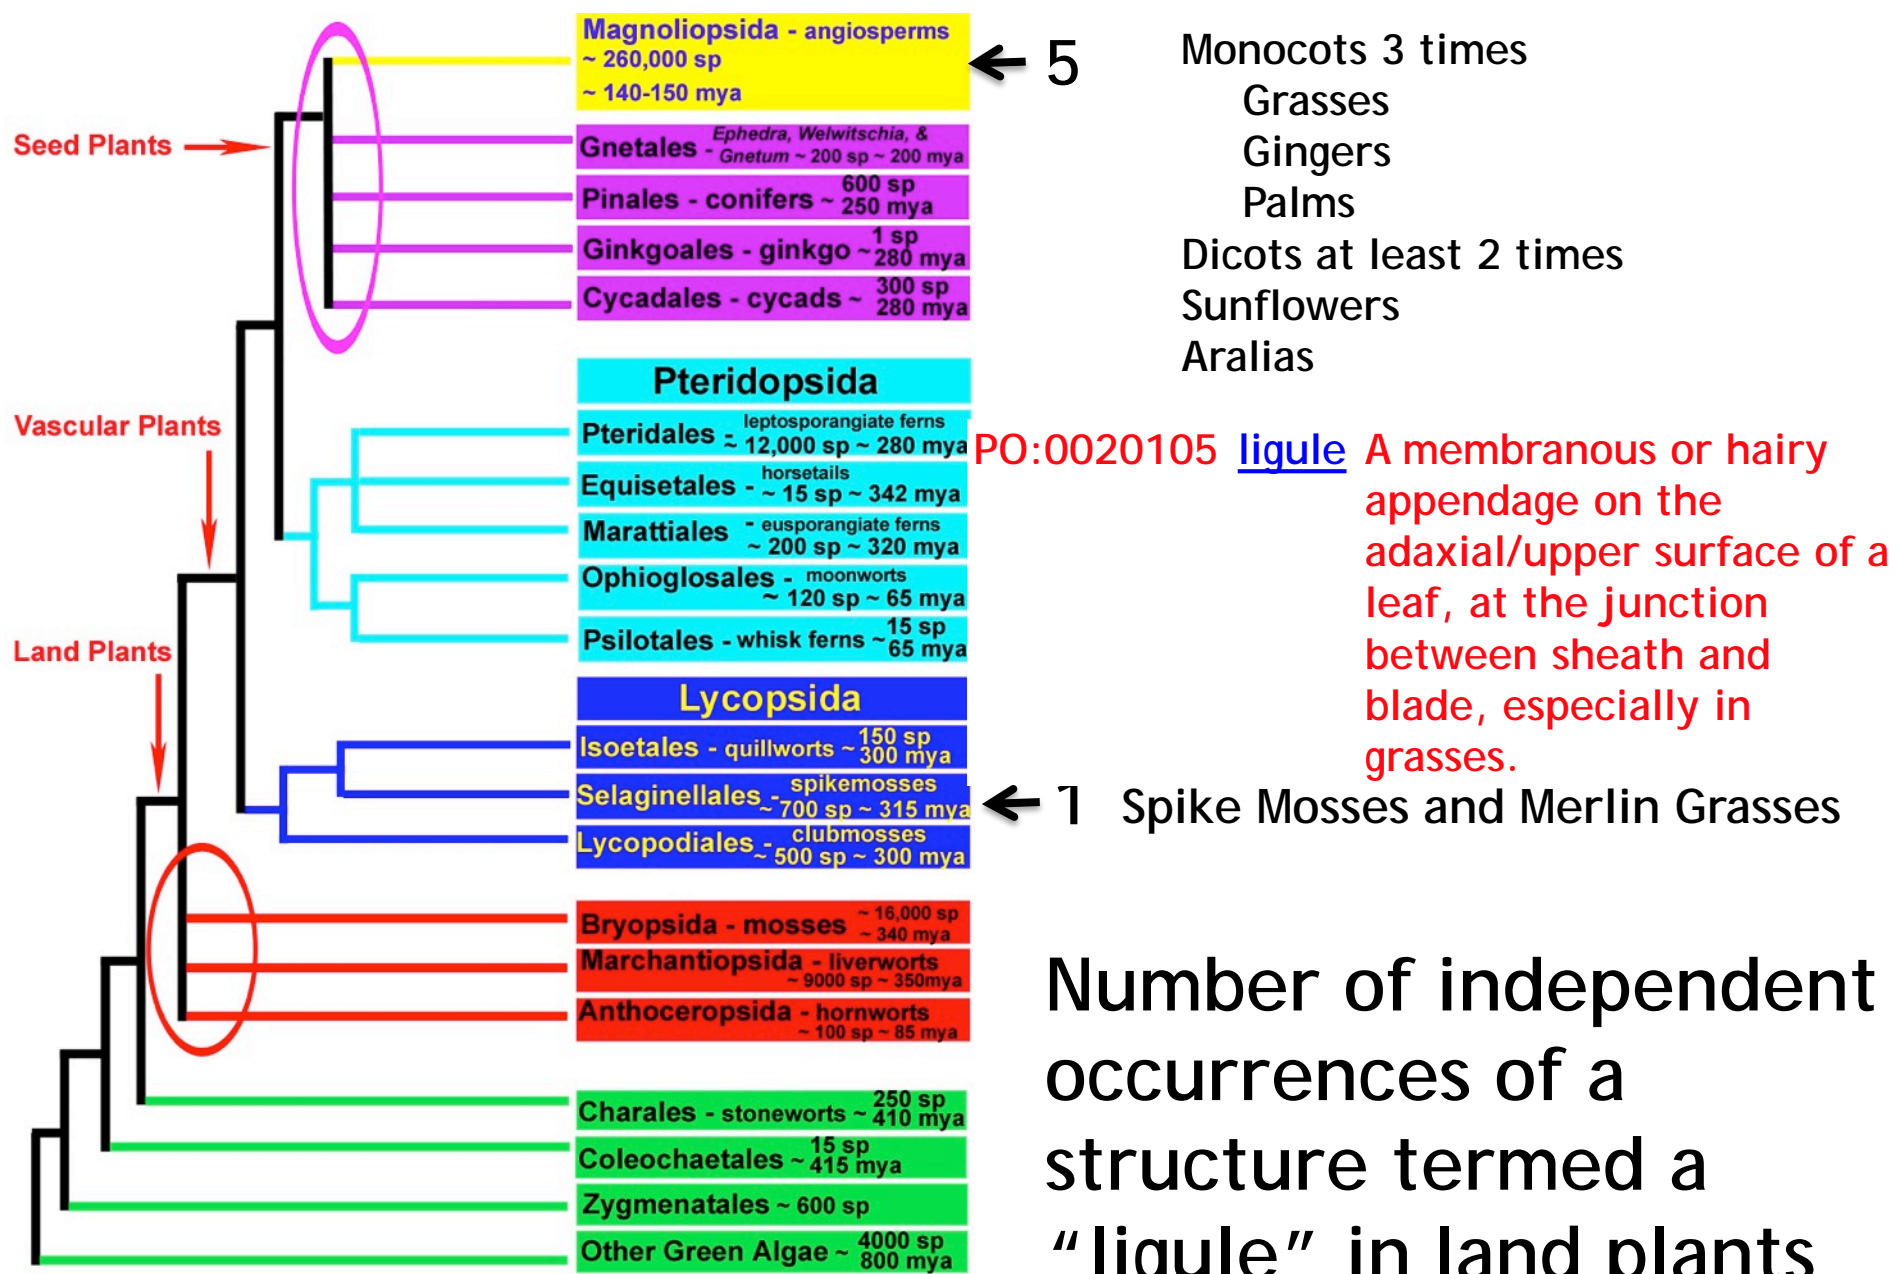 Magnoliopsida - angiosperms
~ 260,000 sp
~ 140-150 mya
5
Monocots 3 times
Grasses
Gingers
Palms
Dicots at least 2 times
Sunflowers
Aralias
Seed Plants
Gnetales - Ephedra, Welwitschia, &
Gnetum ~ 200 sp ~ 200 mya
Pinales - conifers ~ 600 sp
250 mya
Ginkgoales - ginkgo ~ 1 sp
280 mya
Cycadales - cycads ~ 300 sp
280 mya
Pteridopsida
Vascular Plants
Pteridales - leptosporangiate ferns
~ 12,000 sp ~ 280 mya
Equisetales - horsetails
~ 15 sp ~ 342 mya
Marattiales - eusporangiate ferns
~ 200 sp ~ 320 mya
Ophioglosales - moonworts
~ 120 sp ~ 65 mya
Psilotales - whisk ferns ~ 15 sp
65 mya
PO:0020105 ligule A membranous or hairy
appendage on the
adaxial/upper surface of a
leaf, at the junction
between sheath and
blade, especially in
grasses.
Land Plants
Lycopsida
Isoetales - quillworts ~ 150 sp
300 mya
Selaginellales - spikemosses
~ 700 sp ~ 315 mya
1 Spike Mosses and Merlin Grasses
Lycopodiales - clubmosses
~ 500 sp ~ 300 mya
Bryopsida - mosses ~ 16,000 sp
~ 340 mya
Marchantiopsida - liverworts
~ 9000 sp ~ 350mya
Anthoceropsida - hornworts
~ 100 sp ~ 85 mya
Charales - stoneworts ~ 250 sp
410 mya
Coleochaetales ~ 15 sp
415 mya
Zygmenatales ~ 600 sp
Other Green Algae ~ 4000 sp
800 mya
Number of independent
occurrences of a
structure termed a
“ligule” in land plants